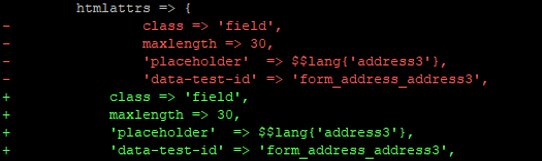 htmlattrs => {
-                class => 'field',
-                maxlength => 30,
-                'placeholder'  => $$lang{'address3'},
-                'data-test-id' => 'form_address_address3',
+            class => 'field',
+            maxlength => 30,
+            'placeholder'  => $$lang{'address3'},
+            'data-test-id' => 'form_address_address3',